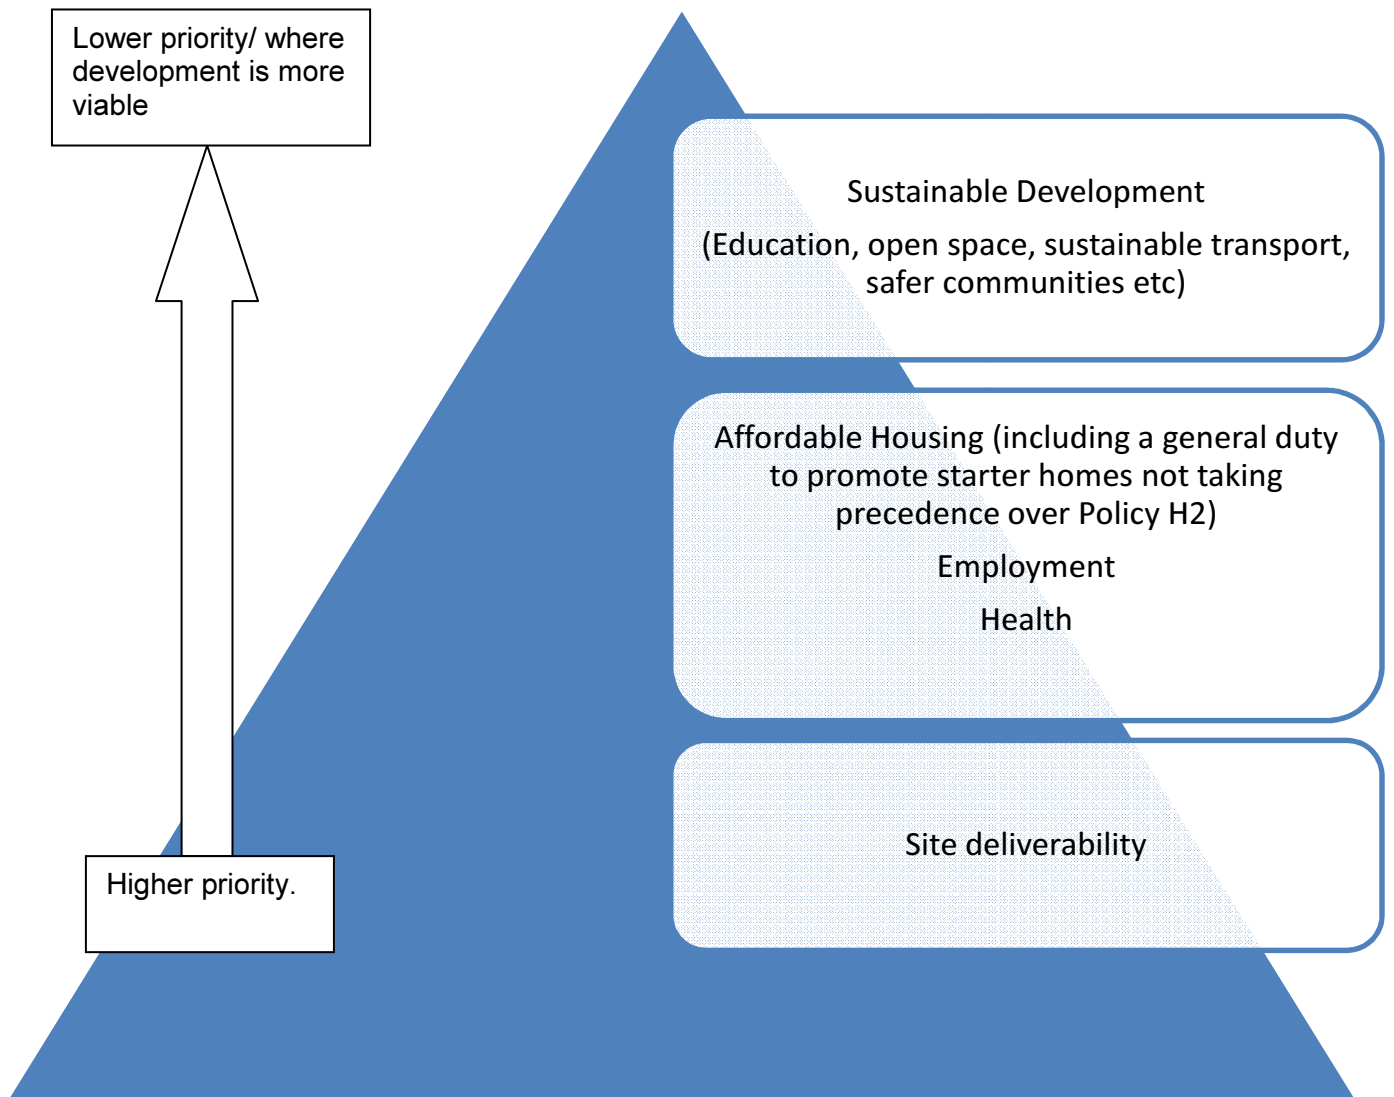 Lower priority/ where
development is more
viable
Sustainable Development
(Education, open space, sustainable transport,
safer communities etc)
Affordable Housing (including a general duty
to promote starter homes not taking
precedence over Policy H2)
Employment
Health
Site deliverability
Higher priority.